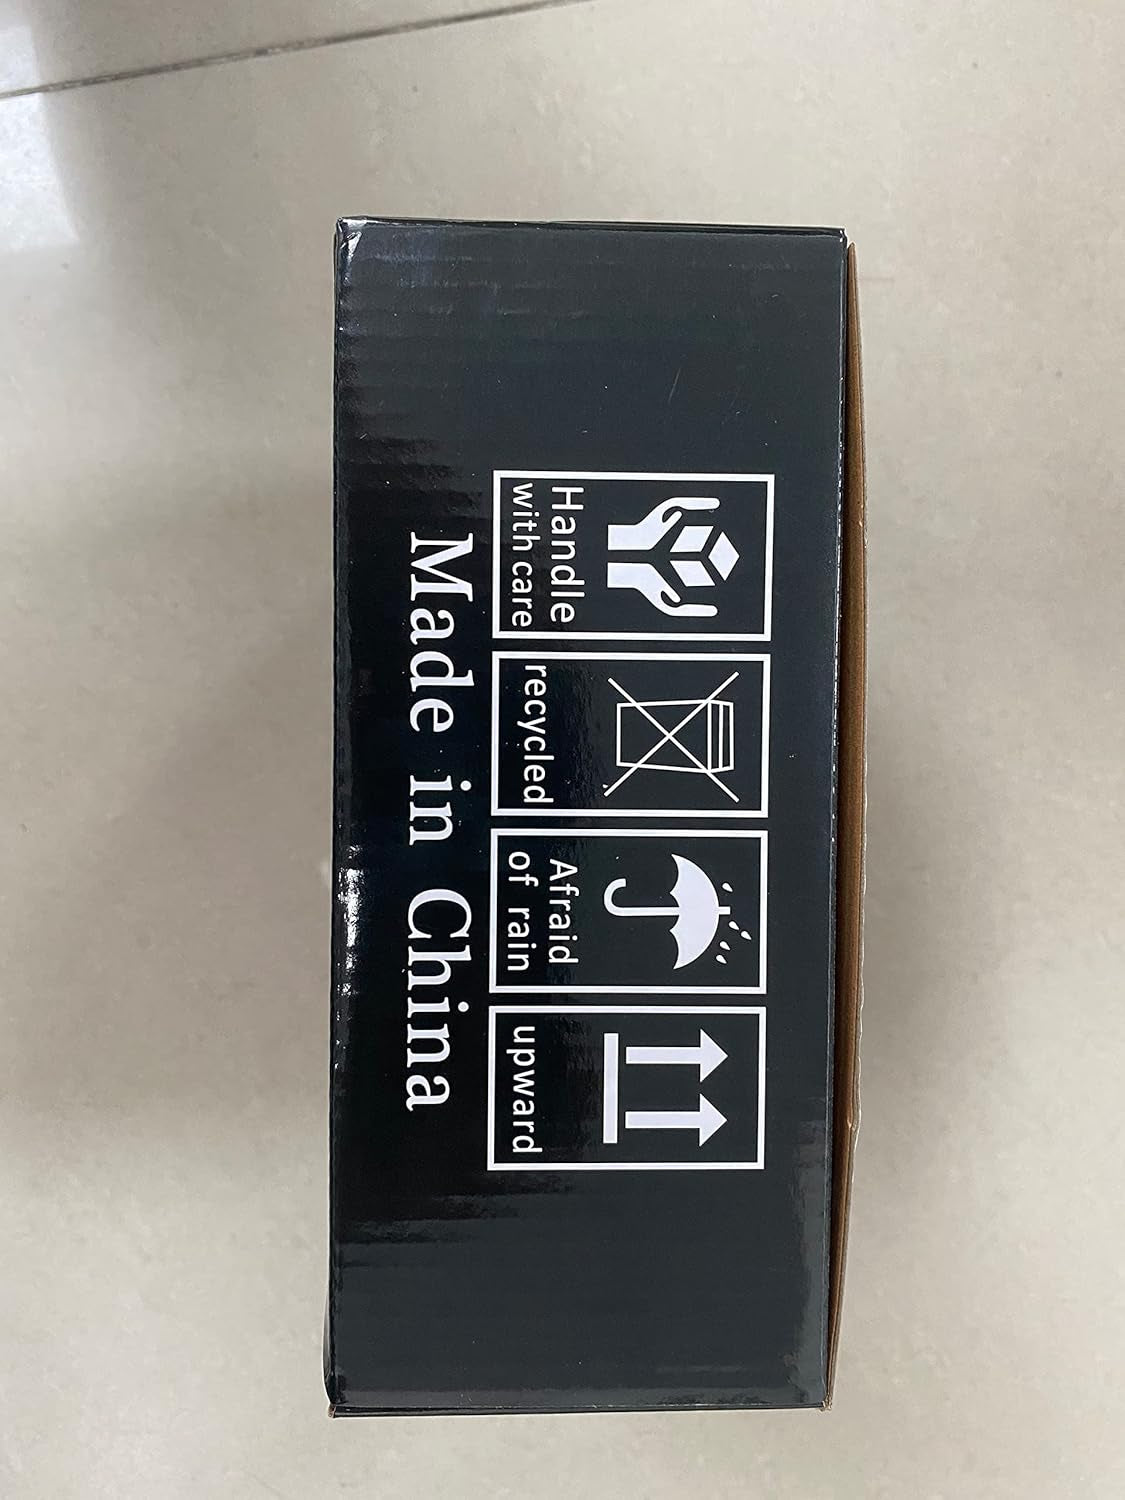 Handle
with care
recycled
Afraid
of rain
upward
Made in China